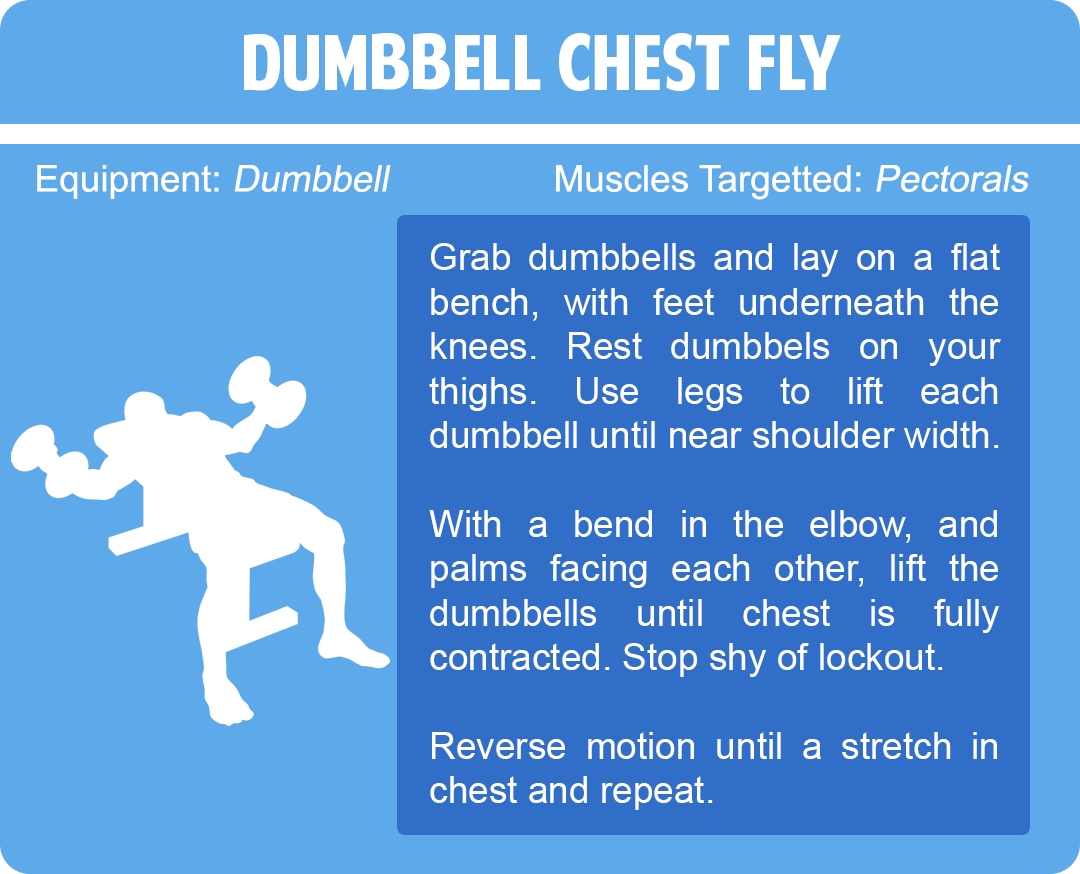 DUMBBELL CHEST FLY
Equipment: Dumbbell
Muscles Targetted: Pectorals
Grab dumbbells and lay on a flat
bench, with feet underneath the
knees. Rest dumbbels on your
thighs. Use legs to lift each
dumbbell until near shoulder width.
With a bend in the elbow, and
palms facing each other, lift the
dumbbells until chest is fully
contracted. Stop shy of lockout.
Reverse motion until a stretch in
chest and repeat.